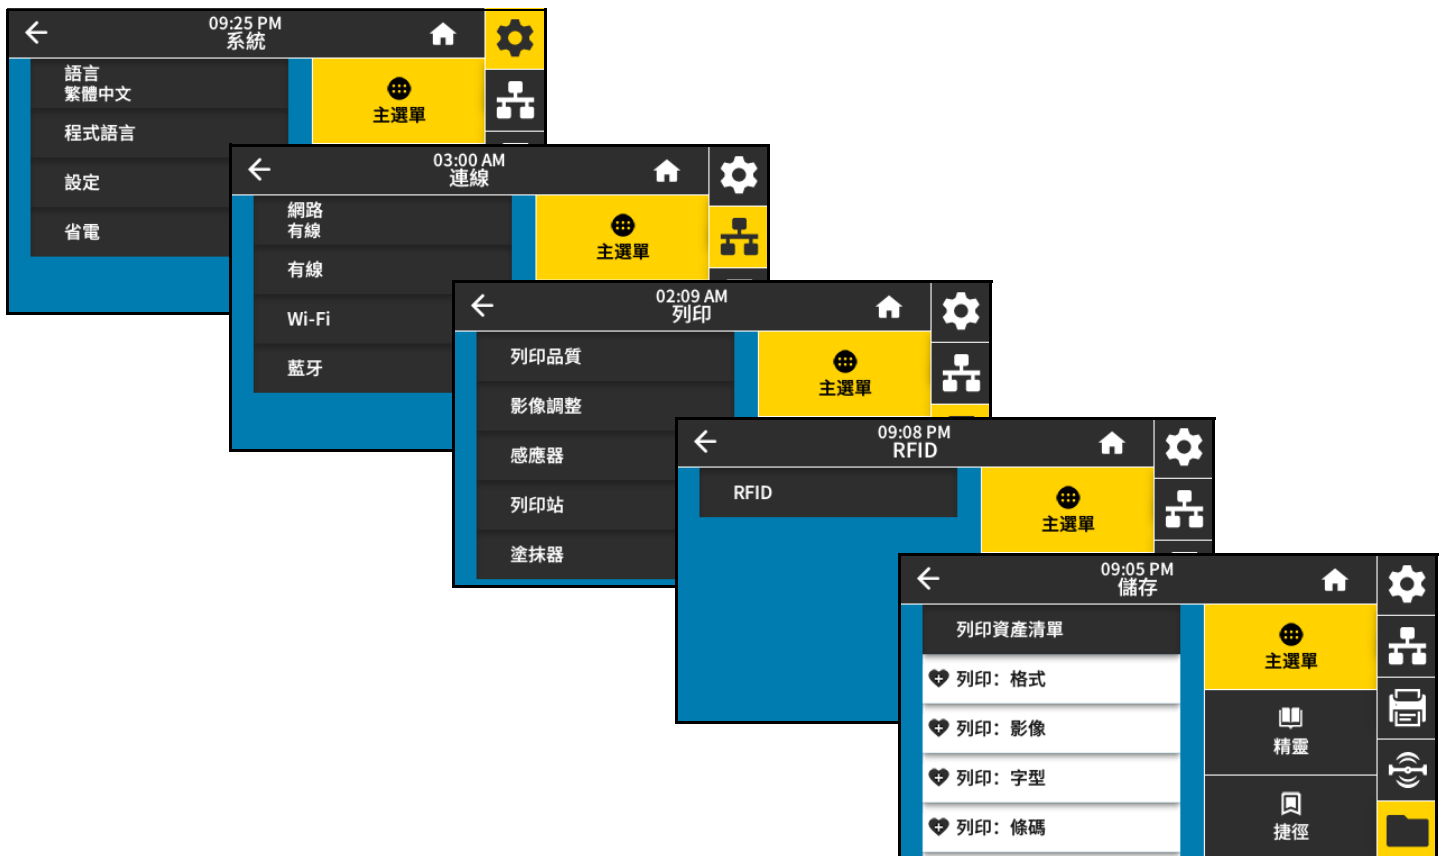 09:25 PM
系統
語言
繁體中文
程式語言
設定
省電
主選單
03:00 AM
連線
網路
有線
有線
Wi-Fi
藍牙
主選單
02:09 AM
列印
列印品質
影像調整
感應器
列印站
塗抹器
主選單
09:08 PM
RFID
RFID
主選單
09:05 PM
儲存
列印資產清單
列印：格式
列印：影像
列印：字型
列印：條碼
主選單
精靈
捷徑